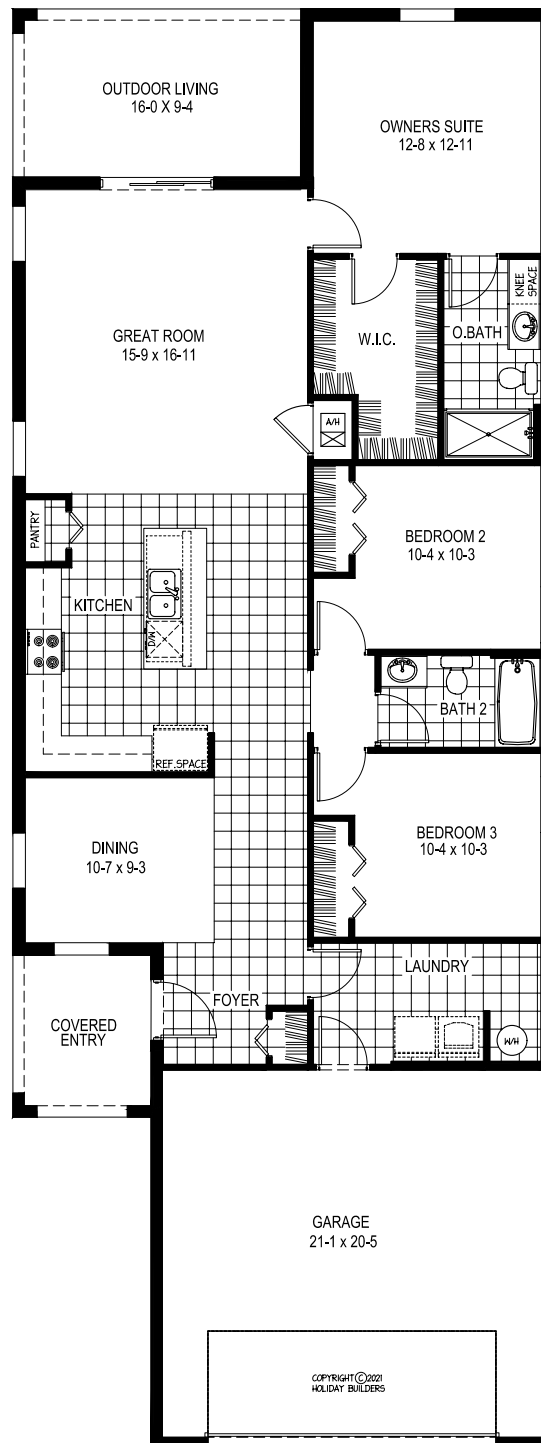 OUTDOOR LIVING
16-0 X 9-4
OWNERS SUITE
12-8 x 12-11
GREAT ROOM
15-9 x 16-11
W.I.C.
O.BATH
KNEE
SPACE
A/H
PANTRY
BEDROOM 2
10-4 x 10-3
KITCHEN
D/W
BATH 2
REF.SPACE
DINING
10-7 x 9-3
BEDROOM 3
10-4 x 10-3
LAUNDRY
FOYER
COVERED
ENTRY
W/H
GARAGE
21-1 x 20-5
COPYRIGHT ©2021
HOLIDAY BUILDERS